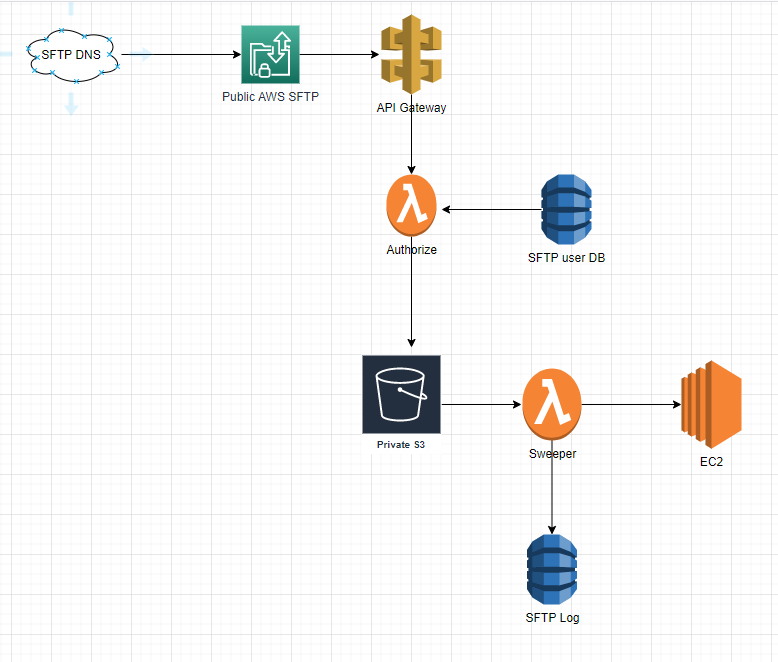 SFTP DNS
Public AWS SFTP
API Gateway
Authorize
SFTP user DB
Private S3
Sweeper
EC2
SFTP Log